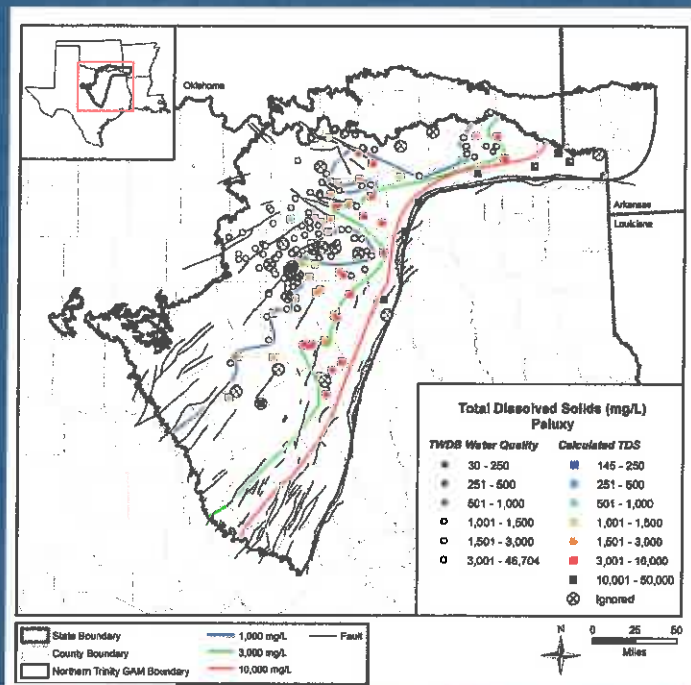 Oklahoma
Arkansas
Louisiana
Total Dissolved Solids (mg/L)
Paluxy
TWDB Water Quality Calculated TDS
30 - 250 145 - 250
251 - 500 251 - 500
501 - 1,000 501 - 1,000
1,001 - 1,500 1,001 - 1,500
1,501 - 3,000 1,501 - 3,000
3,001 - 46,704 3,001 - 10,000
10,001 - 50,000
Ignored
State Boundary 1,000 mg/L Fault
County Boundary 3,000 mg/L
Northern Trinity GAM Boundary 10,000 mg/L
N
0 25 50
Miles